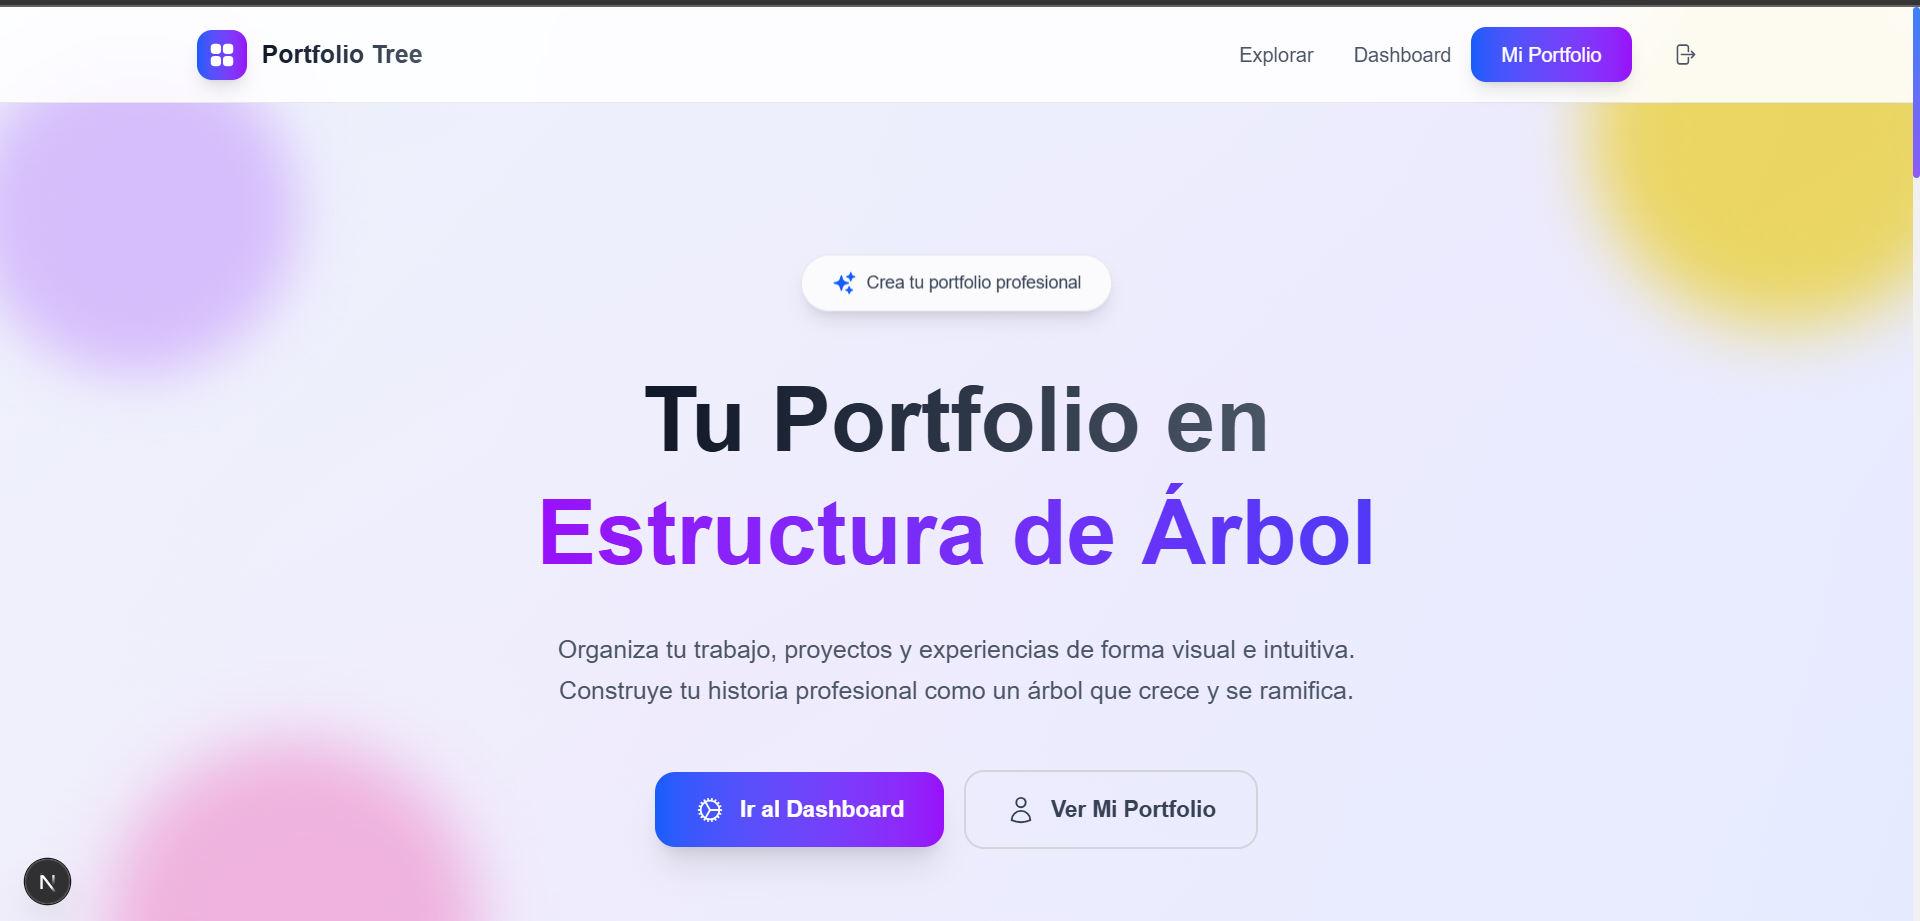 Portfolio Tree
Explorar
Dashboard
Mi Portfolio
Crea tu portfolio profesional
Tu Portfolio en
Estructura de Árbol
Organiza tu trabajo, proyectos y experiencias de forma visual e intuitiva.
Construye tu historia profesional como un árbol que crece y se ramifica.
Ir al Dashboard
Ver Mi Portfolio
N